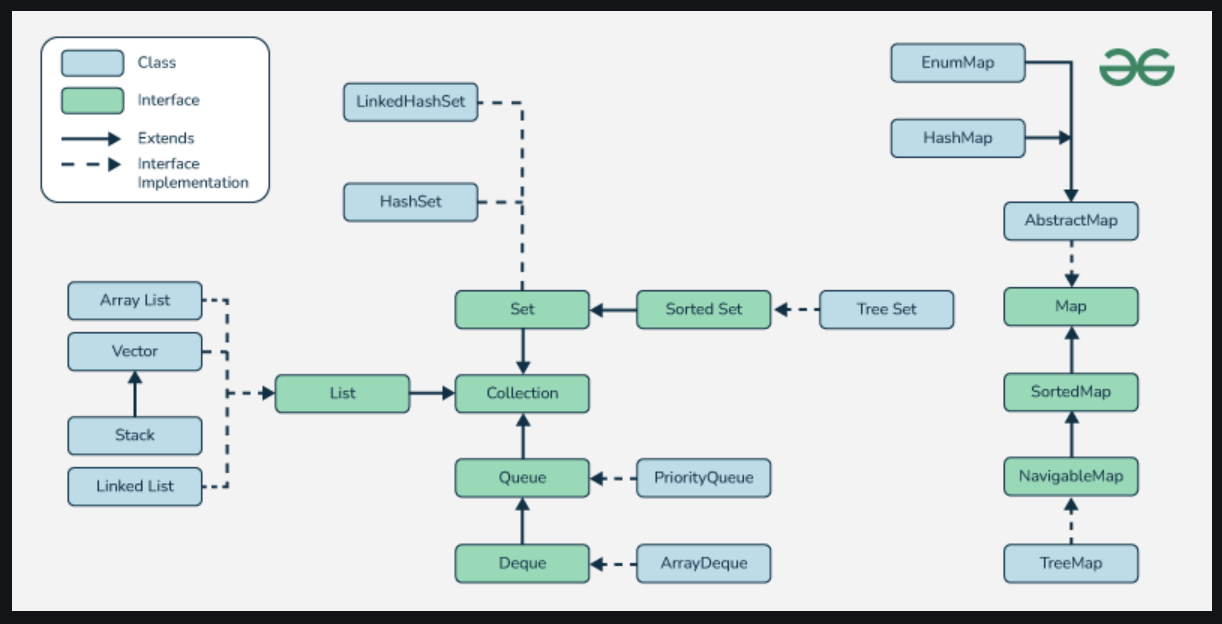 Class
Interface
Extends
Interface
Implementation
LinkedHashSet
HashSet
EnumMap
HashMap
AbstractMap
Array List
Vector
Stack
Linked List
List
Set
Sorted Set
Tree Set
Collection
Queue
PriorityQueue
Deque
ArrayDeque
Map
SortedMap
NavigableMap
TreeMap